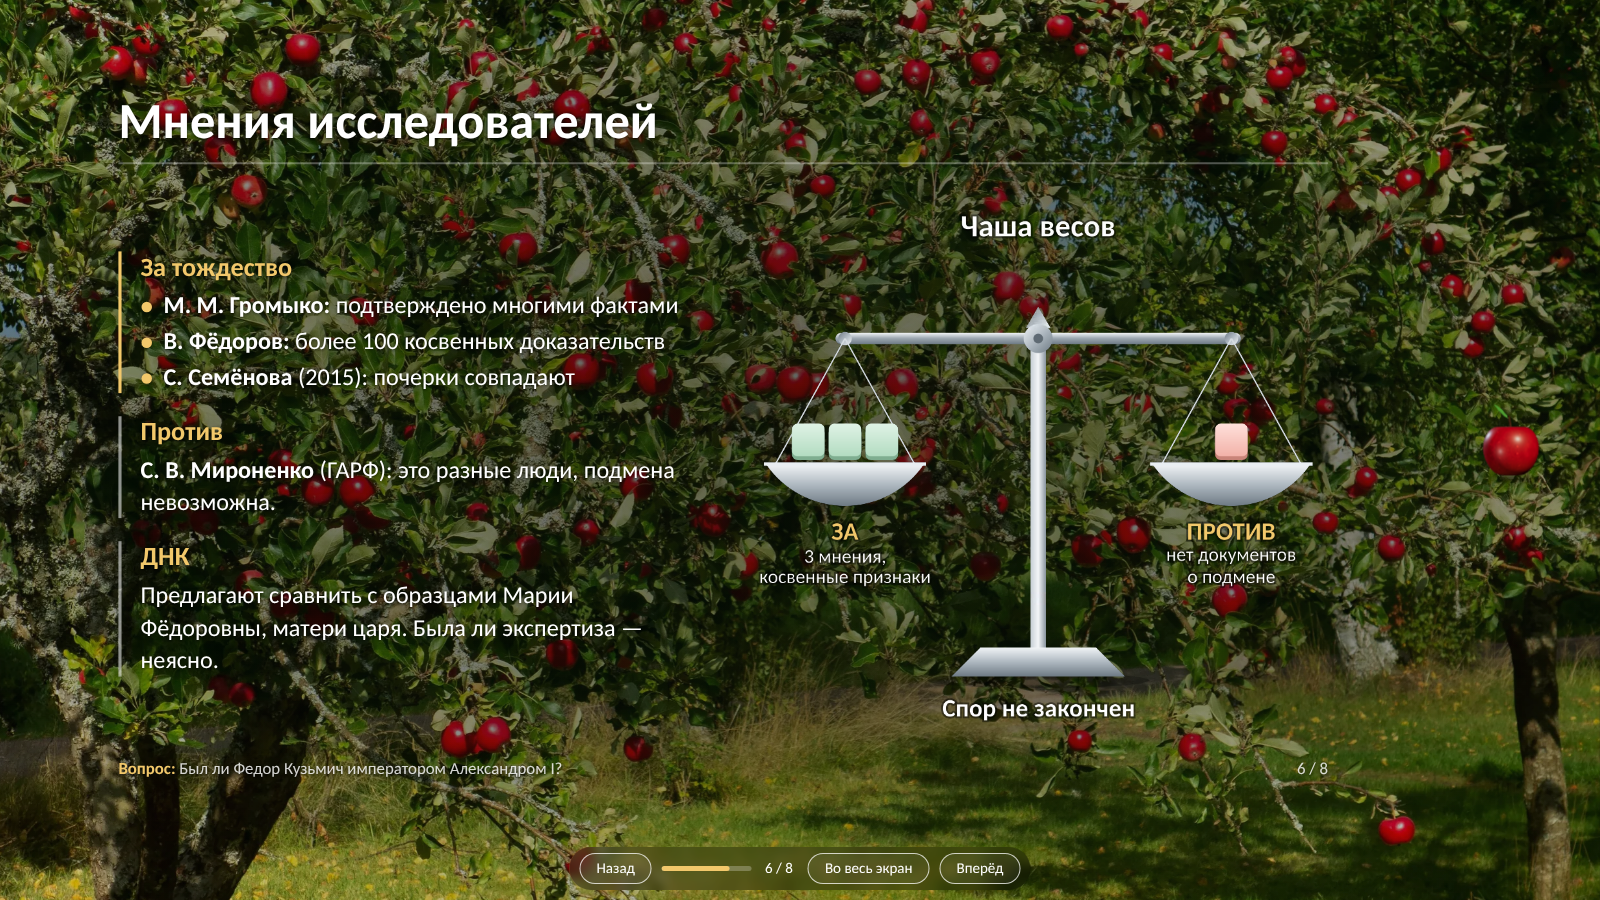 Мнения исследователей
За тождество
М. М. Громыко: подтверждено многими фактами
В. Фёдоров: более 100 косвенных доказательств
С. Семёнова (2015): почерки совпадают
Против
С. В. Мироненко (ГАРФ): это разные люди, подмена
невозможна.
ДНК
Предлагают сравнить с образцами Марии
Фёдоровны, матери царя. Была ли экспертиза —
неясно.
Чаша весов
ЗА
3 мнения,
косвенные признаки
ПРОТИВ
нет документов
о подмене
Спор не закончен
Вопрос: Был ли Федор Кузьмич императором Александром I?
6 / 8
Назад
6 / 8
Во весь экран
Вперёд